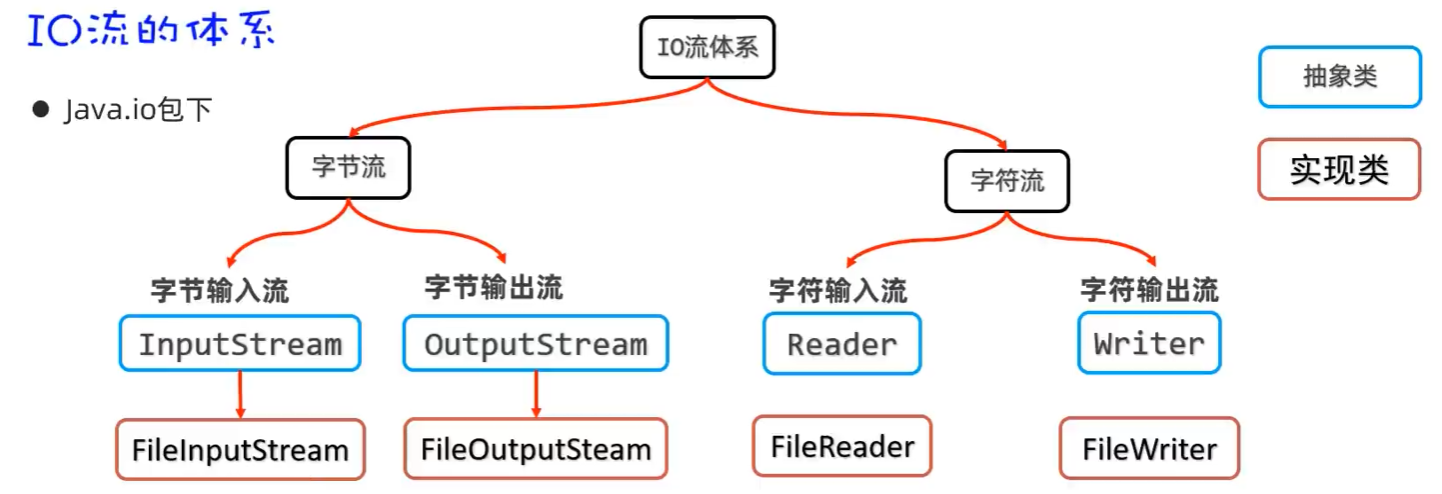 IO流的体系
● Java.io包下
IO流体系
抽象类
实现类
字节流
字符流
字节输入流
字节输出流
字符输入流
字符输出流
InputStream
OutputStream
Reader
Writer
FileInputStream
FileOutputSteam
FileReader
FileWriter